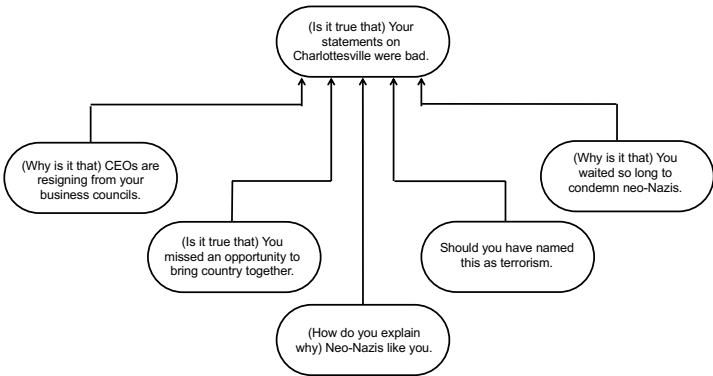 (Is it true that) Your
statements on
Charlottesville were bad.
(Why is it that) CEOs are
resigning from your
business councils.
(Why is it that) You
waited so long to
condemn neo-Nazis.
(Is it true that) You
missed an opportunity to
bring country together.
Should you have named
this as terrorism.
(How do you explain
why) Neo-Nazis like you.